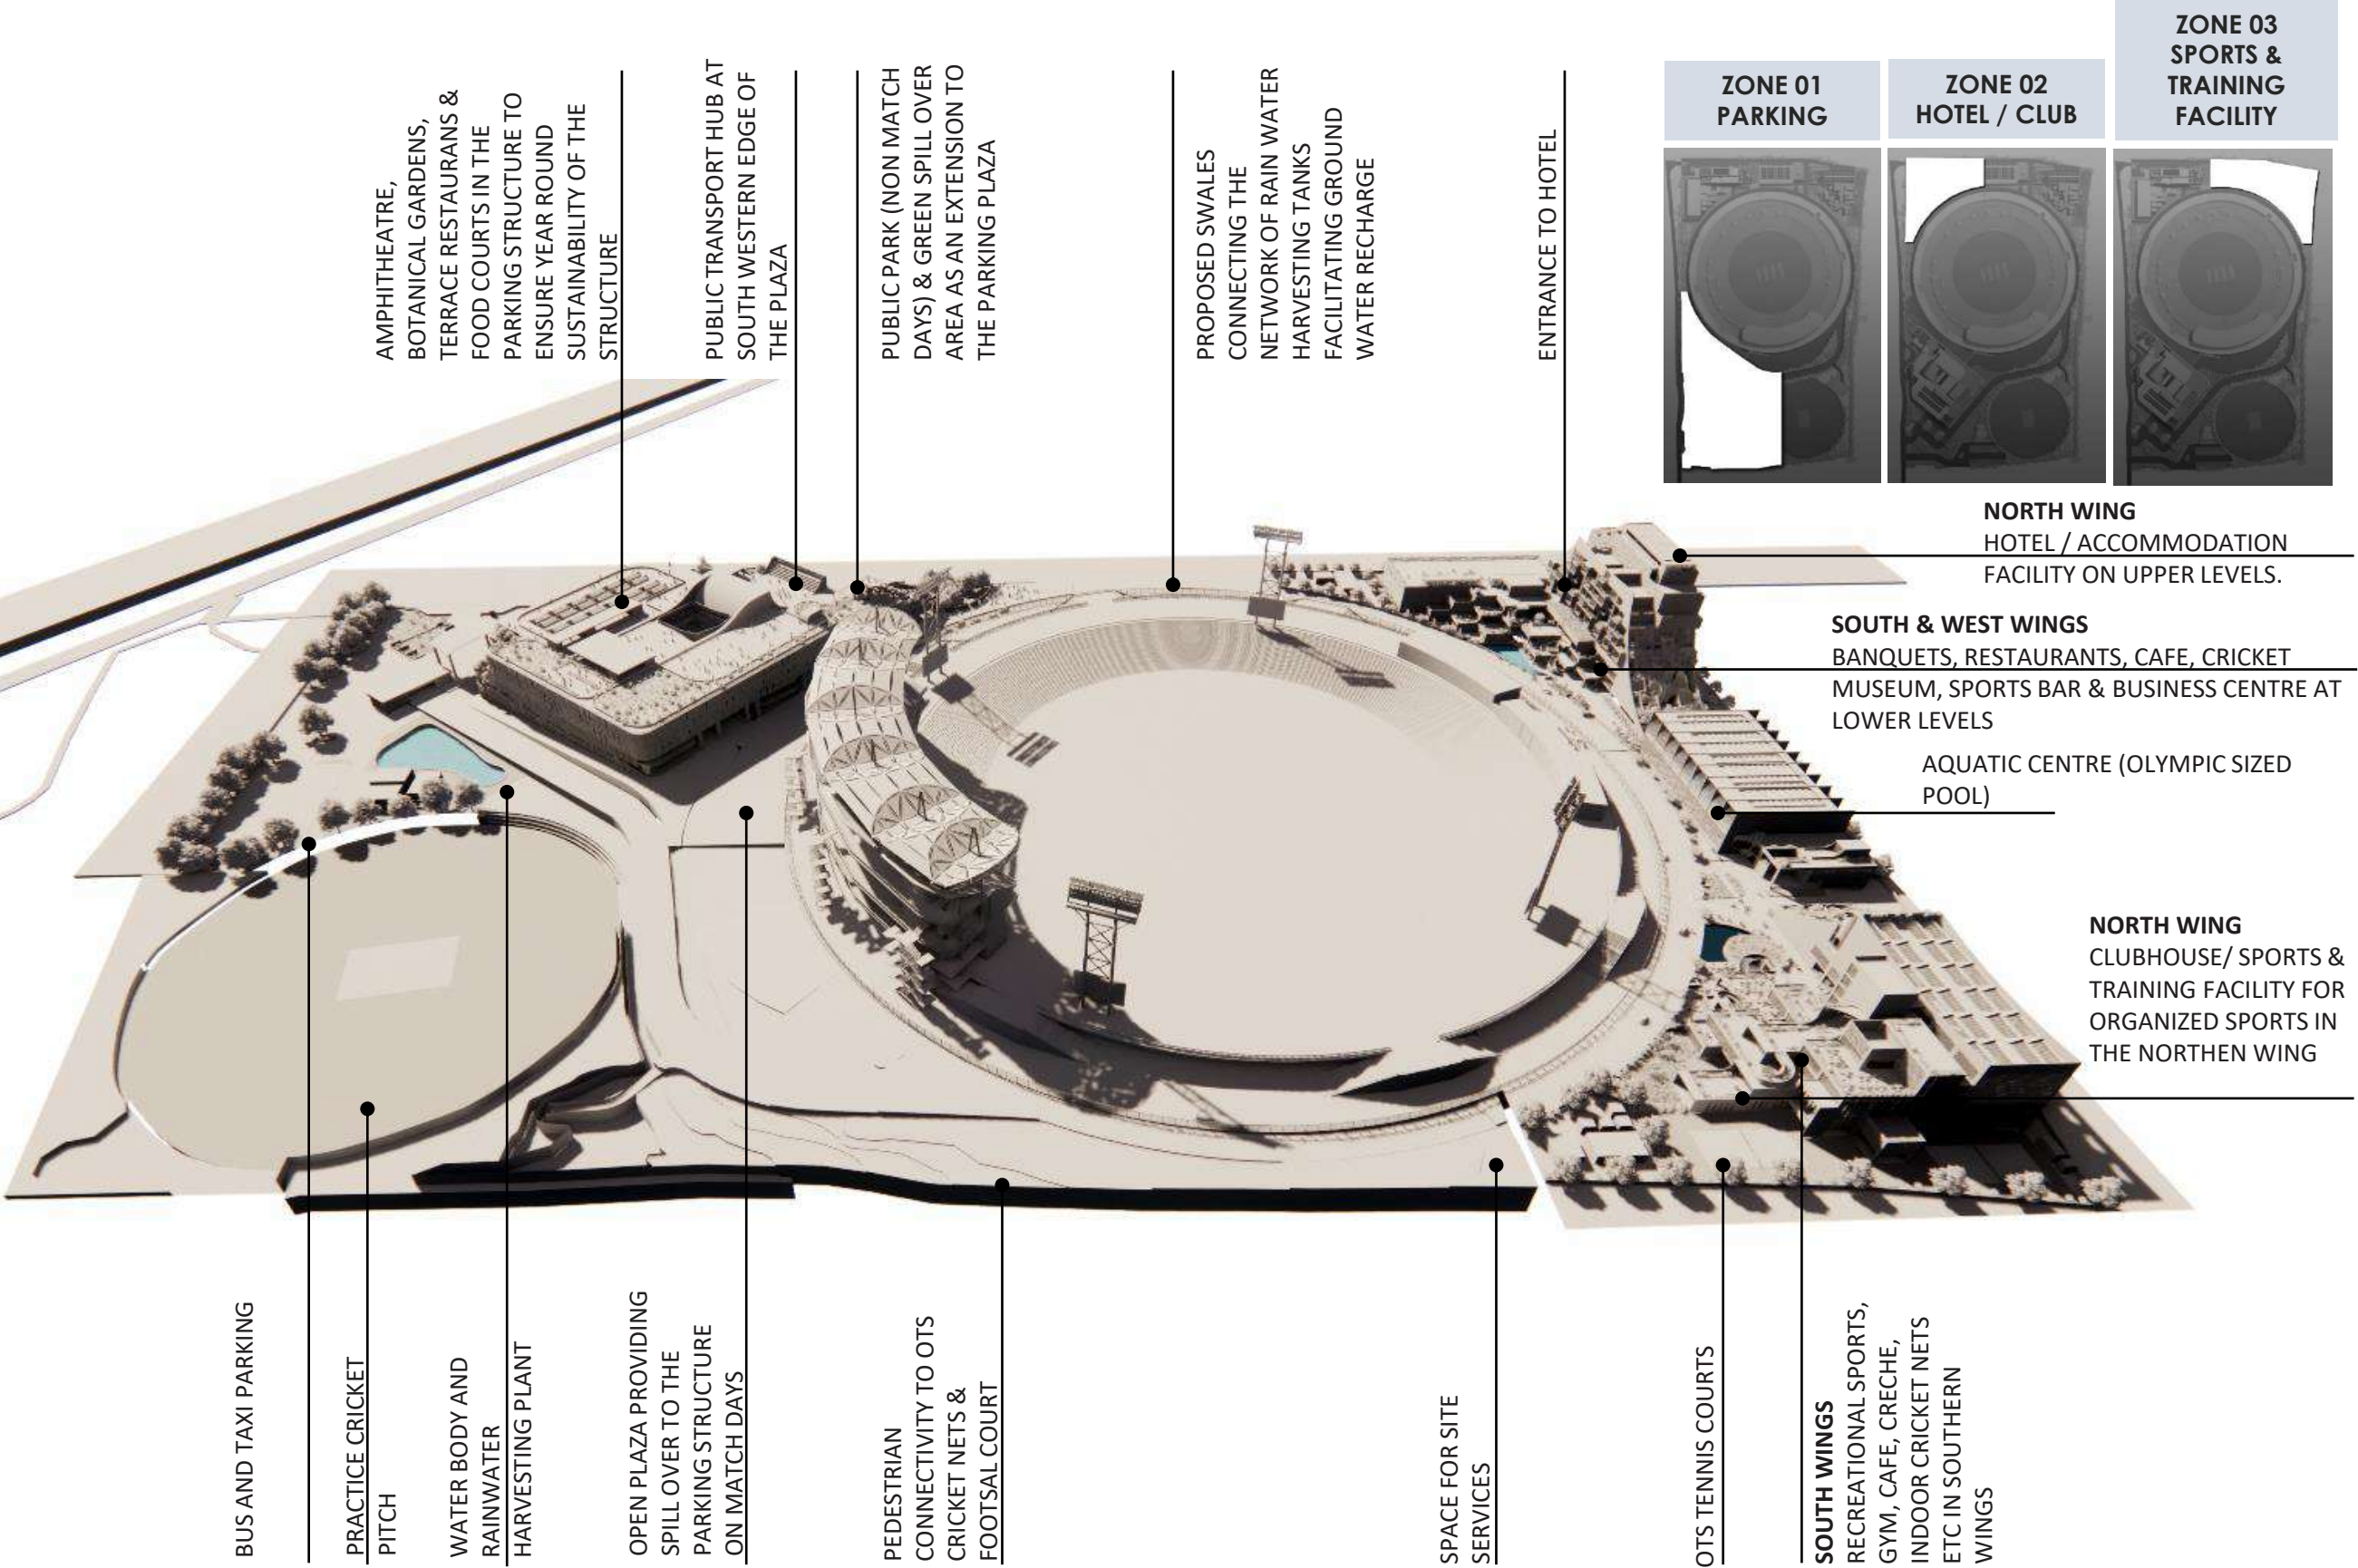 AMPHITHEATRE,
BOTANICAL GARDENS,
TERRACE RESTAURANS &
FOOD COURTS IN THE
PARKING STRUCTURE TO
ENSURE YEAR ROUND
SUSTAINABILITY OF THE
STRUCTURE
PUBLIC TRANSPORT HUB AT
SOUTH WESTERN EDGE OF
THE PLAZA
PUBLIC PARK (NON MATCH
DAYS) & GREEN SPILL OVER
AREA AS AN EXTENSION TO
THE PARKING PLAZA
PROPOSED SWALES
CONNECTING THE
NETWORK OF RAIN WATER
HARVESTING TANKS
FACILITATING GROUND
WATER RECHARGE
ENTRANCE TO HOTEL
ZONE 01
PARKING
ZONE 02
HOTEL / CLUB
ZONE 03
SPORTS &
TRAINING
FACILITY
NORTH WING
HOTEL / ACCOMMODATION
FACILITY ON UPPER LEVELS.
SOUTH & WEST WINGS
BANQUETS, RESTAURANTS, CAFE, CRICKET
MUSEUM, SPORTS BAR & BUSINESS CENTRE AT
LOWER LEVELS
AQUATIC CENTRE (OLYMPIC SIZED
POOL)
NORTH WING
CLUBHOUSE/ SPORTS &
TRAINING FACILITY FOR
ORGANIZED SPORTS IN
THE NORTHEN WING
BUS AND TAXI PARKING
PRACTICE CRICKET
PITCH
WATER BODY AND
RAINWATER
HARVESTING PLANT
OPEN PLAZA PROVIDING
SPILL OVER TO THE
PARKING STRUCTURE
ON MATCH DAYS
PEDESTRIAN
CONNECTIVITY TO OTS
CRICKET NETS &
FOOTSAL COURT
SPACE FOR SITE
SERVICES
OTS TENNIS COURTS
SOUTH WINGS
RECREATIONAL SPORTS,
GYM, CAFE, CRECHE,
INDOOR CRICKET NETS
ETC IN SOUTHERN
WINGS